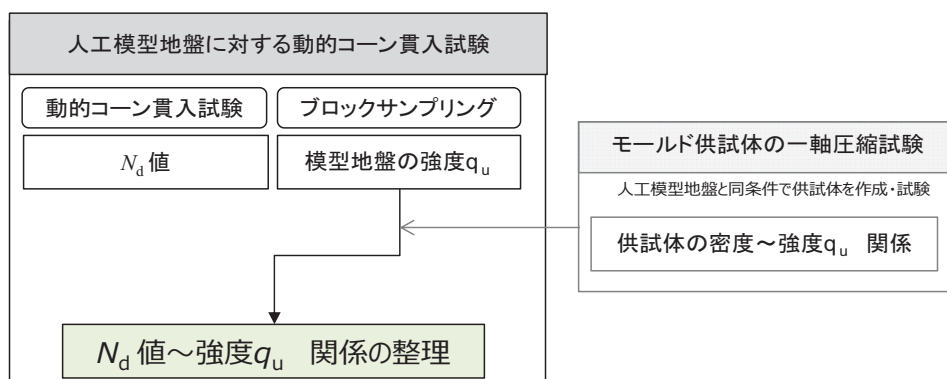 人工模型地盤に対する動的コーン貫入試験
動的コーン貫入試験
ブロックサンプリング
Nd 値
模型地盤の強度qu
モールド供試体の一軸圧縮試験
人工模型地盤と同条件で供試体を作成・試験
供試体の密度～強度qu 関係
Nd 値～強度qu 関係の整理